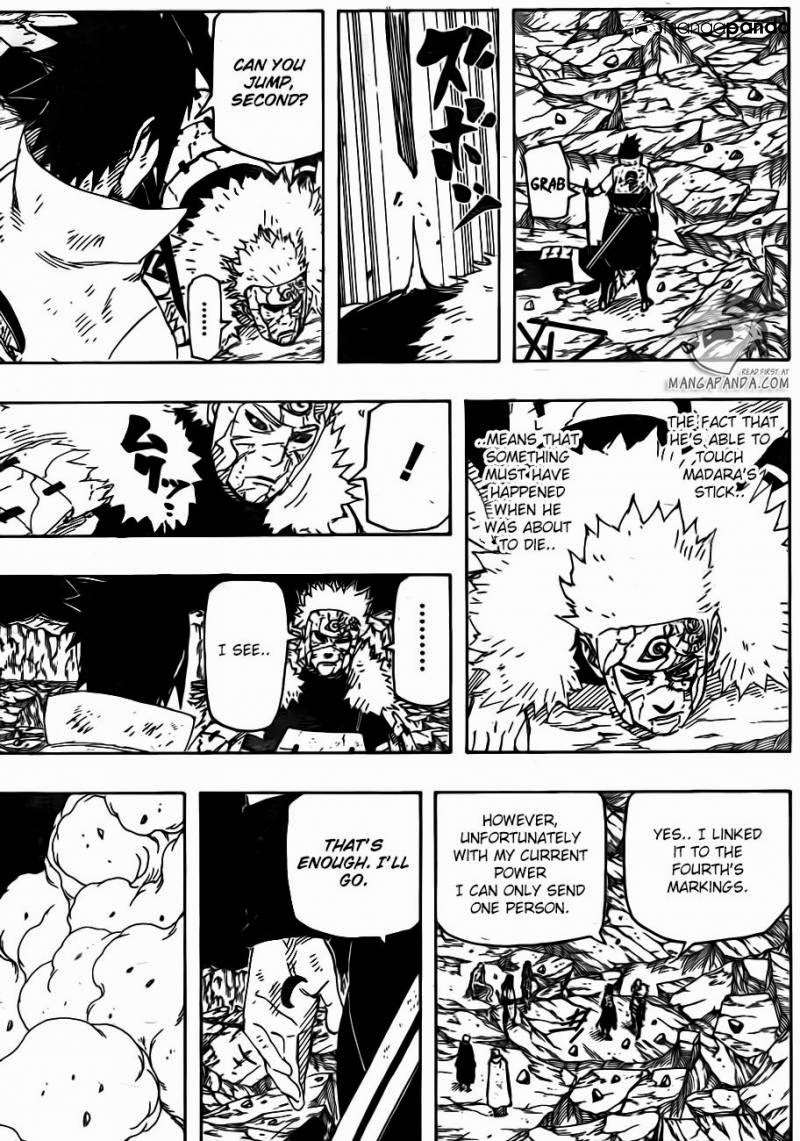 mangapanda
GRAB
READ FIRST AT
MANGAPANDA.COM
ズボッ
CAN YOU
JUMP,
SECOND?
......
THE FACT THAT
HE'S ABLE TO
TOUCH
MADARA'S
STICK..
..MEANS THAT
SOMETHING
MUST HAVE
HAPPENED
WHEN HE
WAS ABOUT
TO DIE..
!
ムクッ...
........
I SEE..
YES.. I LINKED
IT TO THE
FOURTH'S
MARKINGS.
HOWEVER,
UNFORTUNATELY
WITH MY CURRENT
POWER
I CAN ONLY SEND
ONE PERSON.
THAT'S
ENOUGH. I'LL
GO.